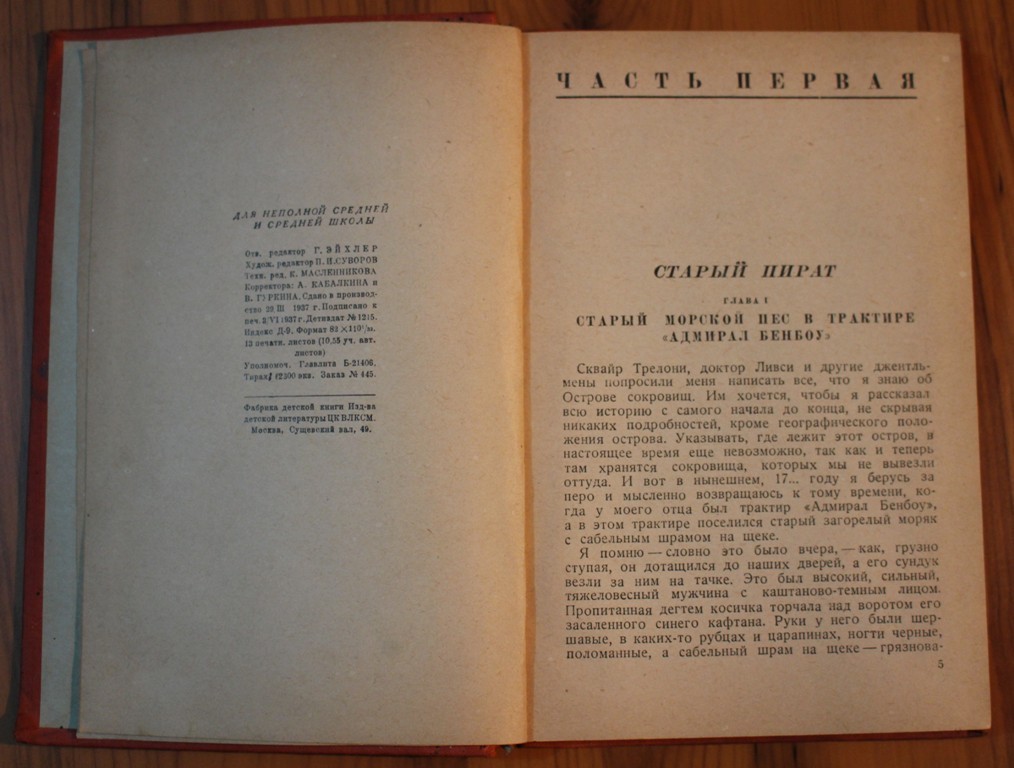 ДЛЯ НЕПОЛНОЙ СРЕДНЕЙ
И СРЕДНЕЙ ШКОЛЫ
Отв. редактор Г. ЭЙХЛЕР
Худож. редактор П. И. СУВОРОВ
Техн. ред. К. МАСЛЕННИКОВА
Корректора: А. КАБАЛКИНА и
В. ГУРКИНА. Сдано в производ-
ство 29/III 1937 г. Подписано к
печ. 3/VI 1937 г. Детиздат № 1215.
Индекс Д-9. Формат
13 печатн. листов (10,55 уч. авт.
листов)
Уполномоч. Главлита Б-21406.
Тираж 42300 экз. Заказ № 445.
Фабрика детской книги Изд-ва
детской литературы ЦК ВЛКСМ.
Москва, Сущевский вал, 49.
ЧАСТЬ ПЕРВАЯ
СТАРЫЙ ПИРАТ
ГЛАВА I
СТАРЫЙ МОРСКОЙ ПЕС В ТРАКТИРЕ
«АДМИРАЛ БЕНБОУ»
Сквайр Трелони, доктор Ливси и другие джентль-
мены попросили меня написать все, что я знаю об
Острове сокровищ. Им хочется, чтобы я рассказал
всю историю с самого начала до конца, не скрывая
никаких подробностей, кроме географического поло-
жения острова. Указывать, где лежит этот остров, в
настоящее время еще невозможно, так как и теперь
там хранятся сокровища, которых мы не вывезли
оттуда. И вот в нынешнем, 17... году я берусь за
перо и мысленно возвращаюсь к тому времени, ко-
гда у моего отца был трактир «Адмирал Бенбоу»,
а в этом трактире поселился старый загорелый моряк
с сабельным шрамом на щеке.
Я помню — словно это было вчера, — как, грузно
ступая, он дотащился до наших дверей, а его сундук
везли за ним на тачке. Это был высокий, сильный,
тяжеловесный мужчина с каштаново-темным лицом.
Пропитанная дегтем косичка торчала над воротом его
засаленного синего кафтана. Руки у него были шер-
шавые, в каких-то рубцах и царапинах, ногти черные,
поломанные, а сабельный шрам на щеке — грязнова-
5